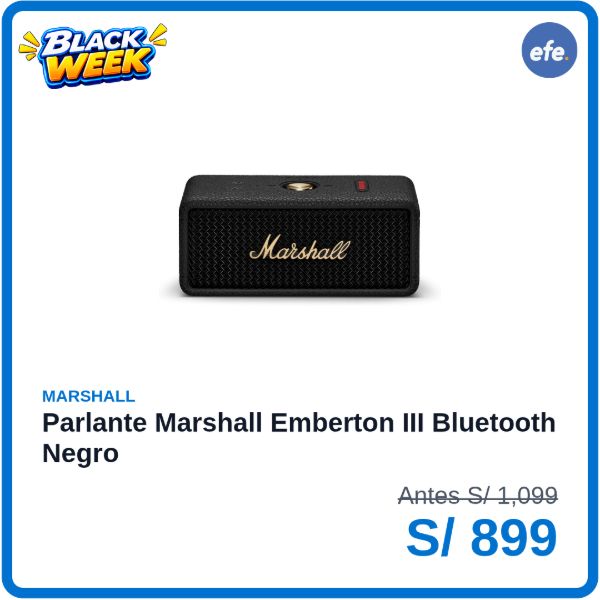 BLACK
WEEK
efe.
Marshall
MARSHALL
Parlante Marshall Emberton III Bluetooth
Negro
Antes S/ 1,099
S/ 899